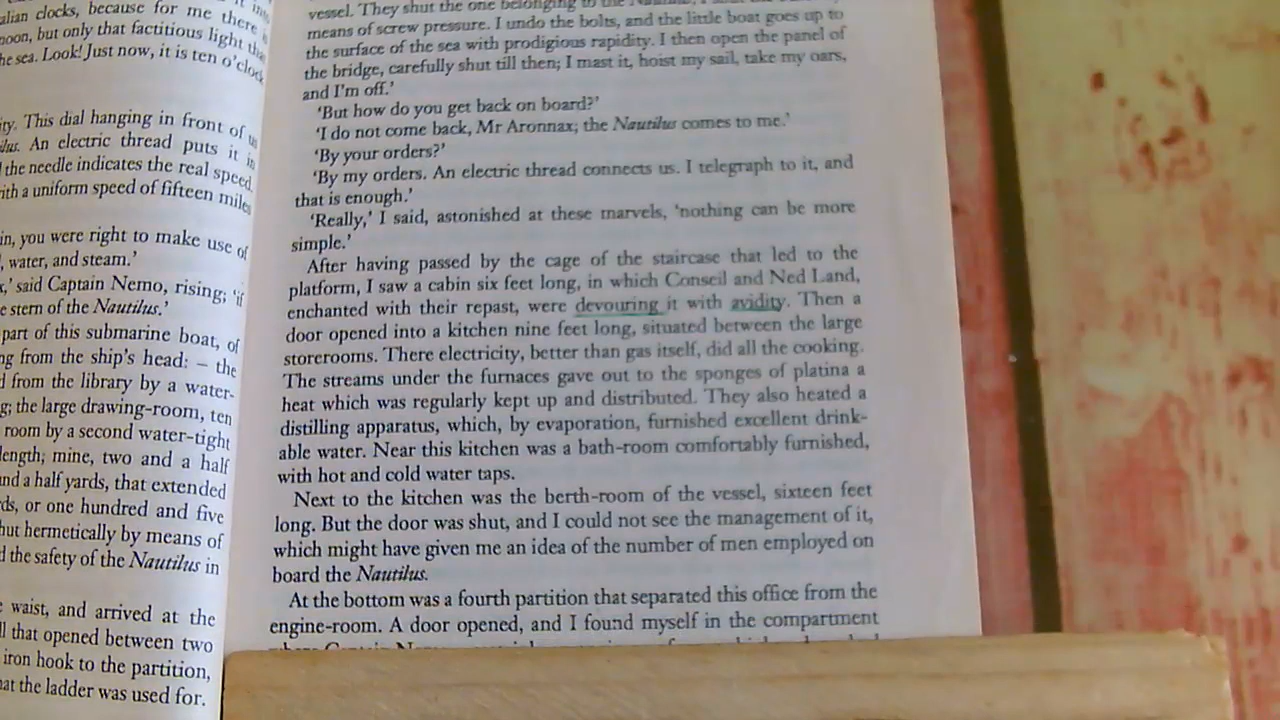 alian clocks, because for me there
noon, but only that factitious light
he sea. Look! Just now, it is ten o'clock
ity. This dial hanging in front of us
ilus. An electric thread puts it in
the needle indicates the real speed.
ith a uniform speed of fifteen miles
in, you were right to make use of
, water, and steam.'
,' said Captain Nemo, rising; 'if
e stern of the Nautilus.'
part of this submarine boat, of
ng from the ship's head: – the
d from the library by a water-
g; the large drawing-room, ten
room by a second water-tight
length; mine, two and a half
and a half yards, that extended
ds, or one hundred and five
hut hermetically by means of
d the safety of the Nautilus in
waist, and arrived at the
ll that opened between two
iron hook to the partition,
hat the ladder was used for.
vessel. They shut the one belonging to the
means of screw pressure. I undo the bolts, and the little boat goes up to
the surface of the sea with prodigious rapidity. I then open the panel of
the bridge, carefully shut till then; I mast it, hoist my sail, take my oars,
and I'm off.'
'But how do you get back on board?'
'I do not come back, Mr Aronnax; the Nautilus comes to me.'
'By your orders?'
'By my orders. An electric thread connects us. I telegraph to it, and
that is enough.'
'Really,' I said, astonished at these marvels, 'nothing can be more
simple.'
After having passed by the cage of the staircase that led to the
platform, I saw a cabin six feet long, in which Conseil and Ned Land,
enchanted with their repast, were devouring it with avidity. Then a
door opened into a kitchen nine feet long, situated between the large
storerooms. There electricity, better than gas itself, did all the cooking.
The streams under the furnaces gave out to the sponges of platina a
heat which was regularly kept up and distributed. They also heated a
distilling apparatus, which, by evaporation, furnished excellent drink-
able water. Near this kitchen was a bath-room comfortably furnished,
with hot and cold water taps.
Next to the kitchen was the berth-room of the vessel, sixteen feet
long. But the door was shut, and I could not see the management of it,
which might have given me an idea of the number of men employed on
board the Nautilus.
At the bottom was a fourth partition that separated this office from the
engine-room. A door opened, and I found myself in the compartment